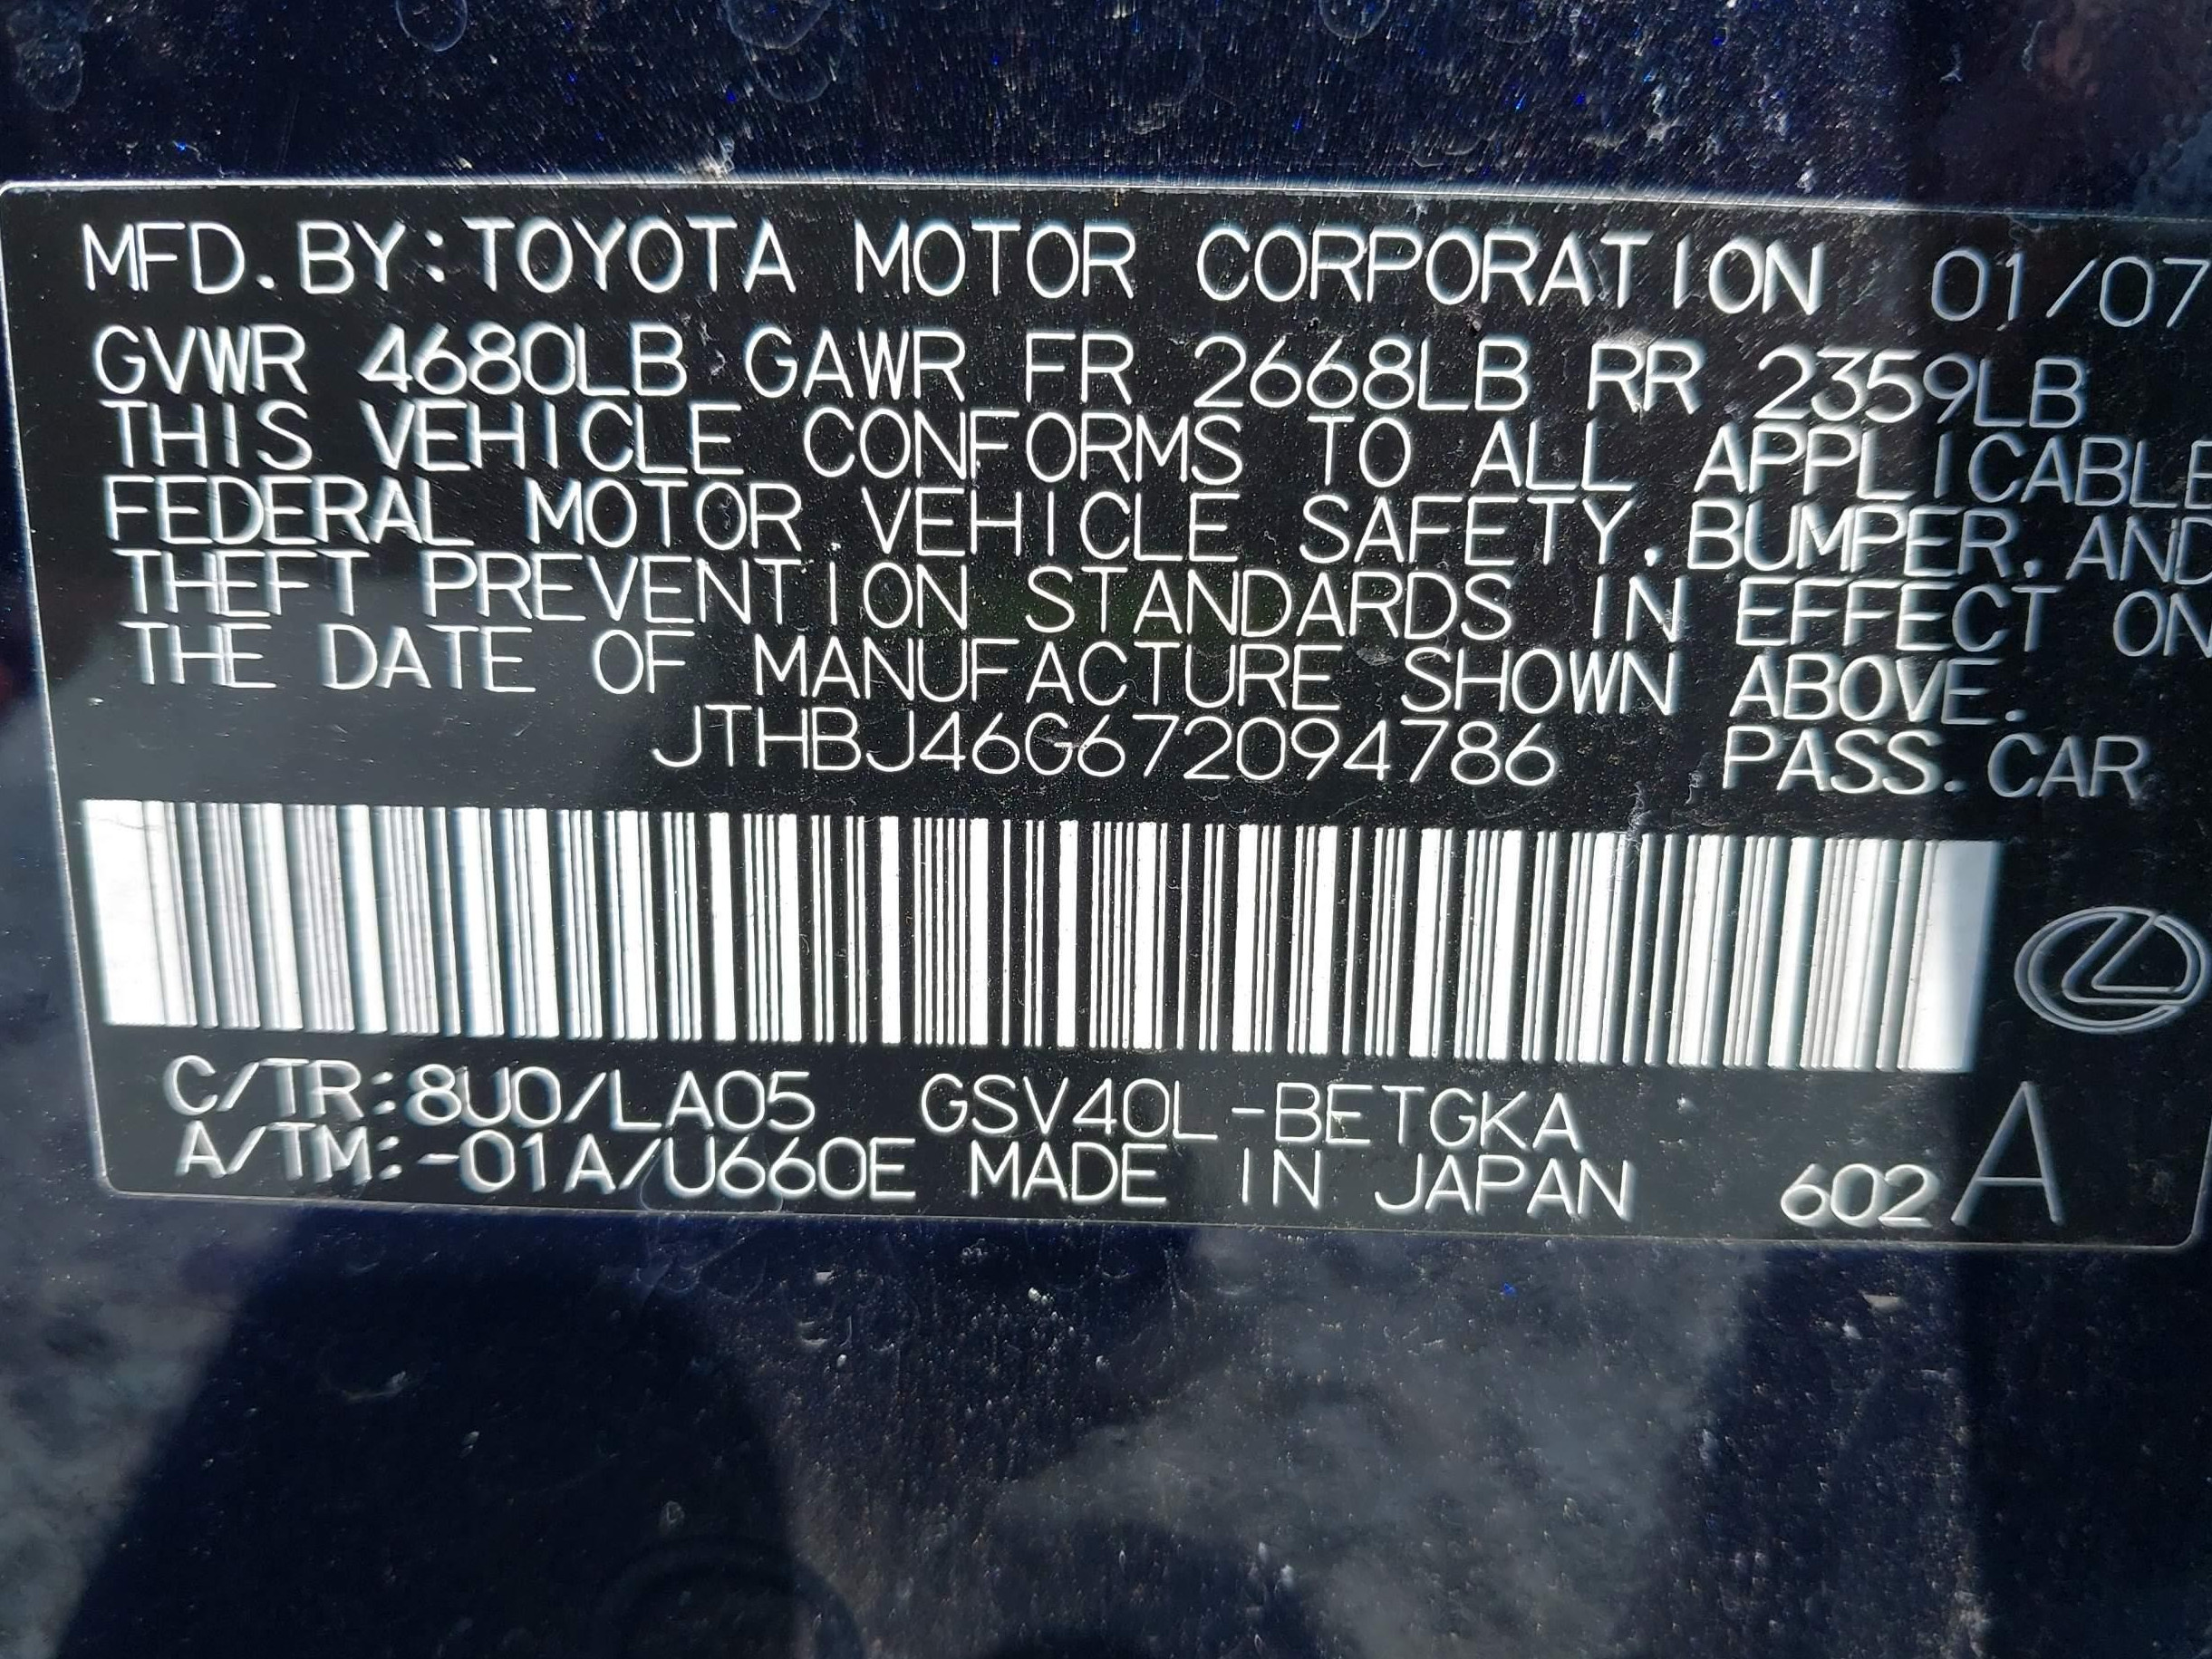 MFD.BY:TOYOTA MOTOR CORPORATION 01/07
GVWR 4680LB GAWR FR 2668LB RR 2359LB
THIS VEHICLE CONFORMS TO ALL APPLICABLE
FEDERAL MOTOR VEHICLE SAFETY,BUMPER,AND
THEFT PREVENTION STANDARDS IN EFFECT ON
THE DATE OF MANUFACTURE SHOWN ABOVE.
JTHBJ46G672094786 PASS.CAR
C/TR:8U0/LA05 GSV40L-BETGKA
A/TM:-01A/U660E MADE IN JAPAN 602A